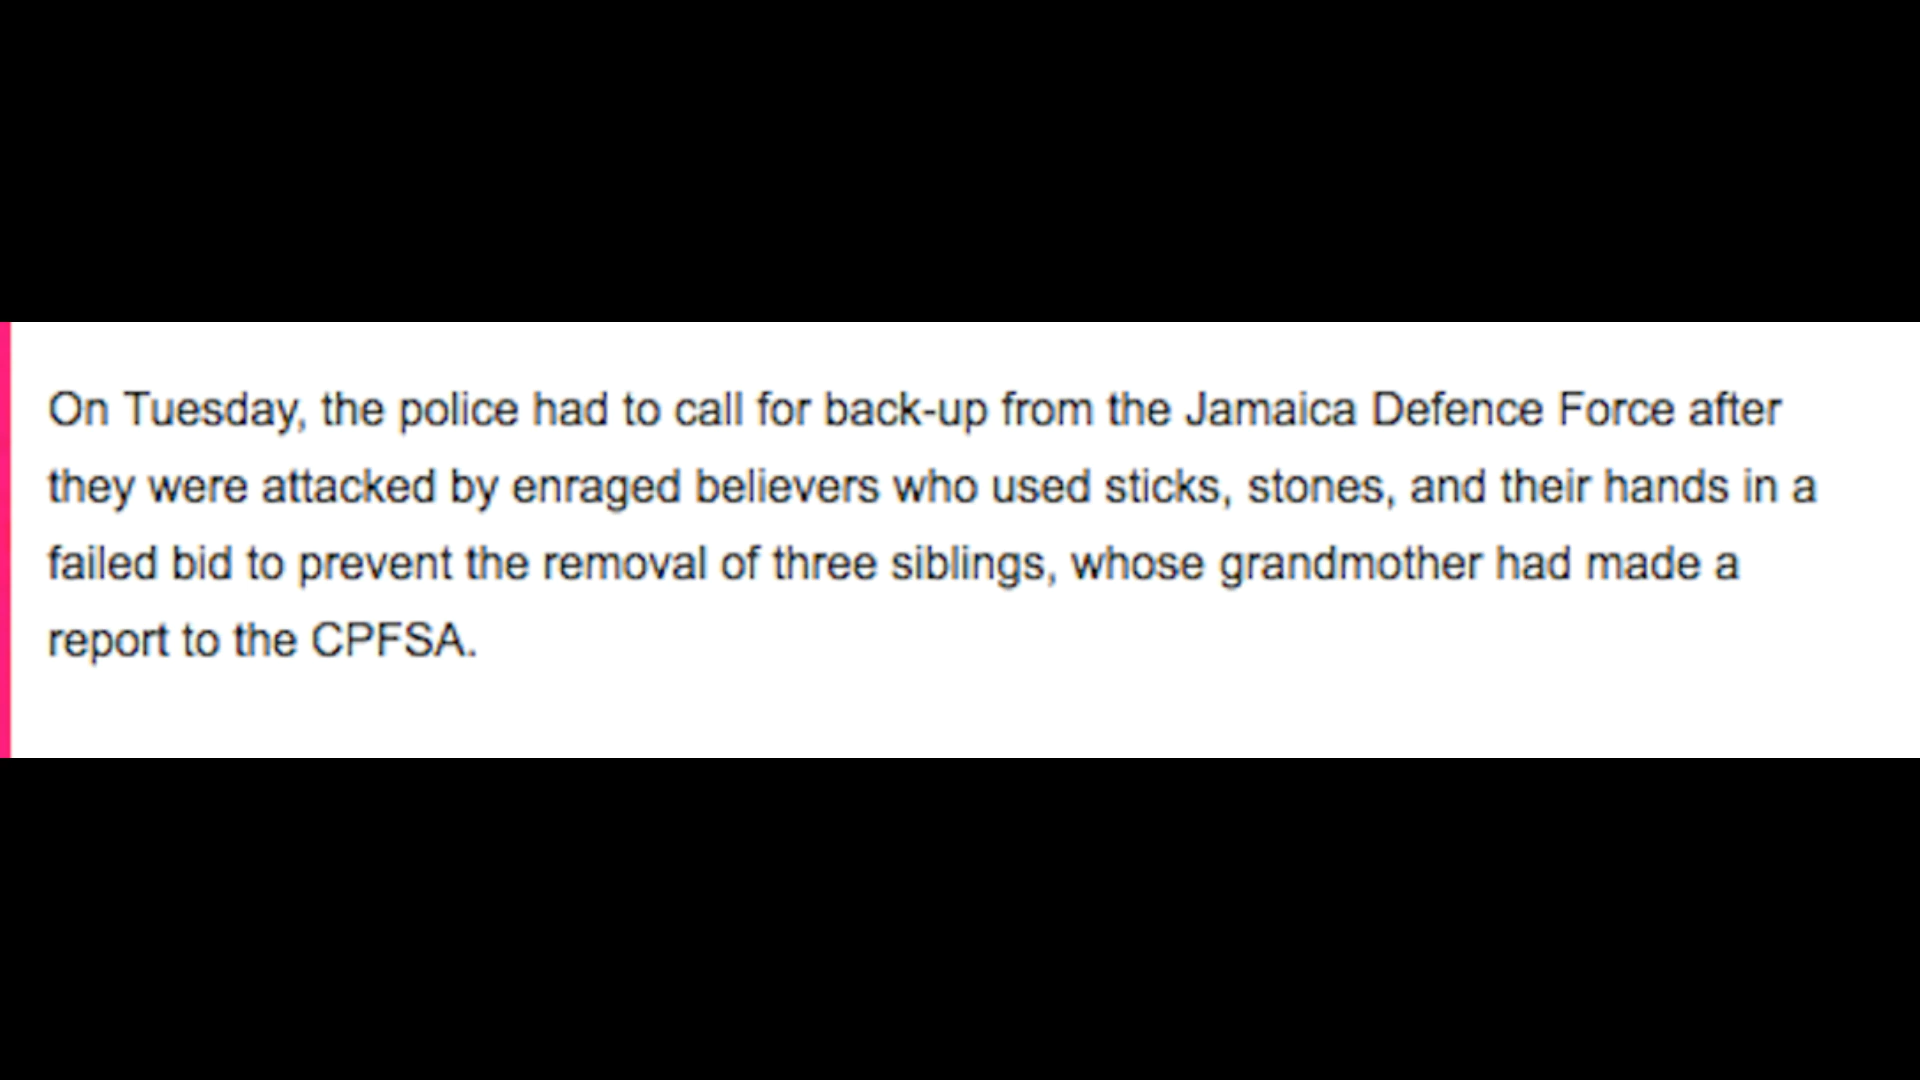 On Tuesday, the police had to call for back-up from the Jamaica Defence Force after
they were attacked by enraged believers who used sticks, stones, and their hands in a
failed bid to prevent the removal of three siblings, whose grandmother had made a
report to the CPFSA.